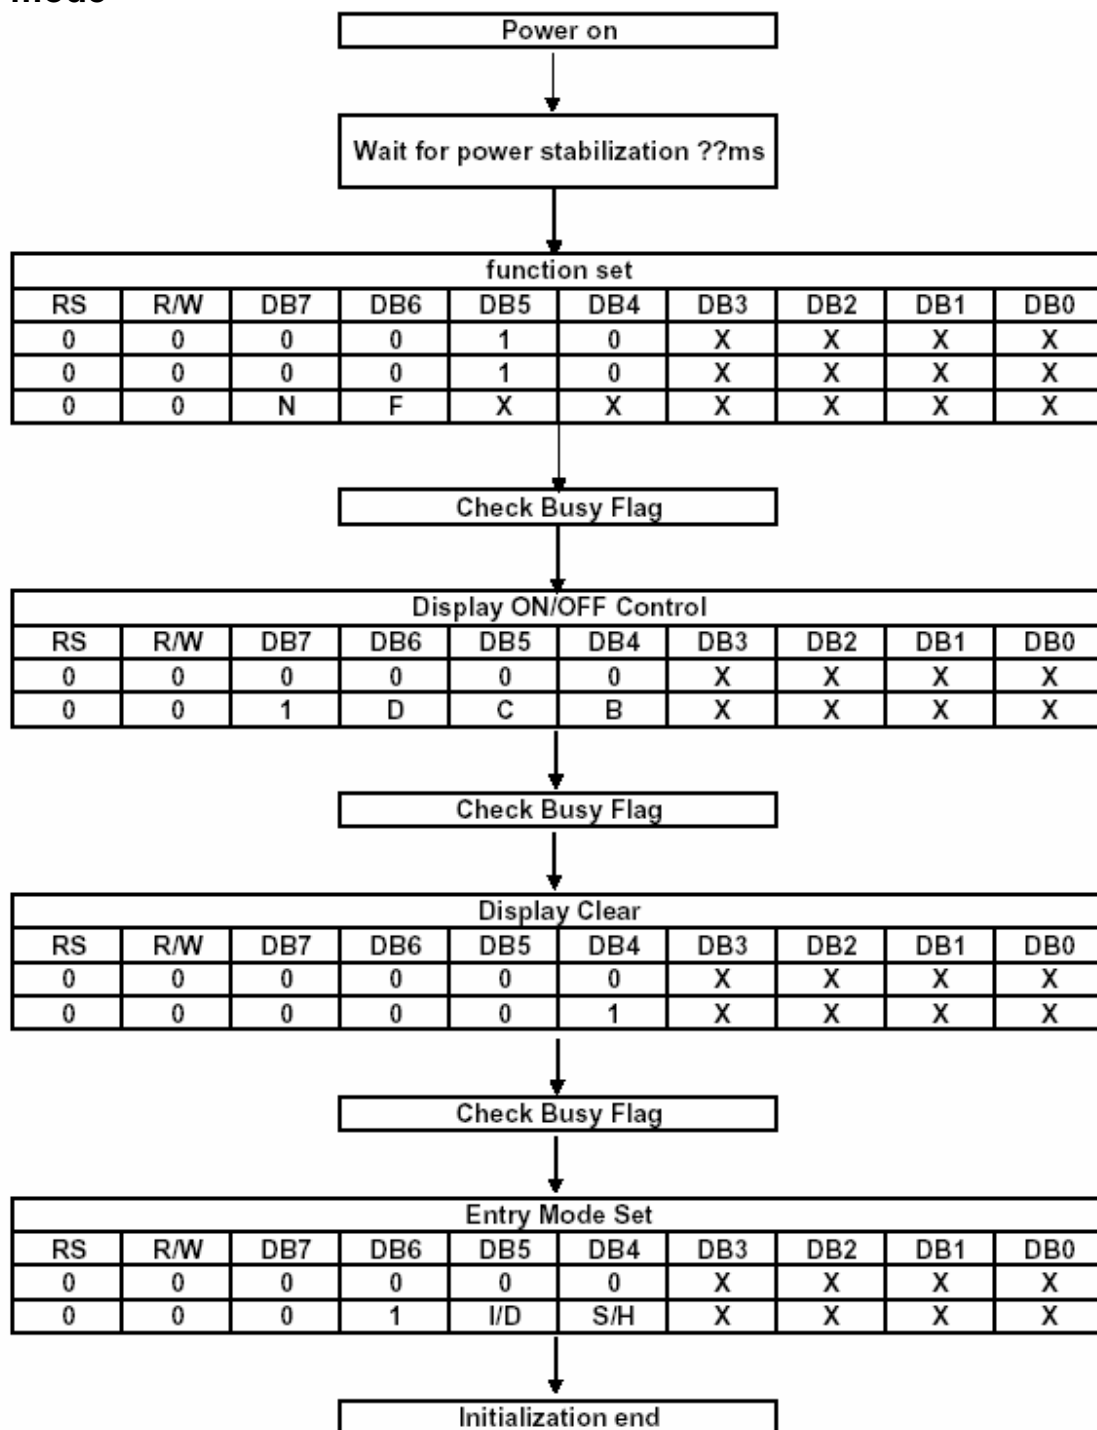 mode
Power on
Wait for power stabilization ??ms
function set
RS R/W DB7 DB6 DB5 DB4 DB3 DB2 DB1 DB0
0 0 0 0 1 0 X X X X
0 0 0 0 1 0 X X X X
0 0 N F X X X X X X
Check Busy Flag
Display ON/OFF Control
RS R/W DB7 DB6 DB5 DB4 DB3 DB2 DB1 DB0
0 0 0 0 0 0 X X X X
0 0 1 D C B X X X X
Check Busy Flag
Display Clear
RS R/W DB7 DB6 DB5 DB4 DB3 DB2 DB1 DB0
0 0 0 0 0 0 X X X X
0 0 0 0 0 1 X X X X
Check Busy Flag
Entry Mode Set
RS R/W DB7 DB6 DB5 DB4 DB3 DB2 DB1 DB0
0 0 0 0 0 0 X X X X
0 0 0 1 I/D S/H X X X X
Initialization end